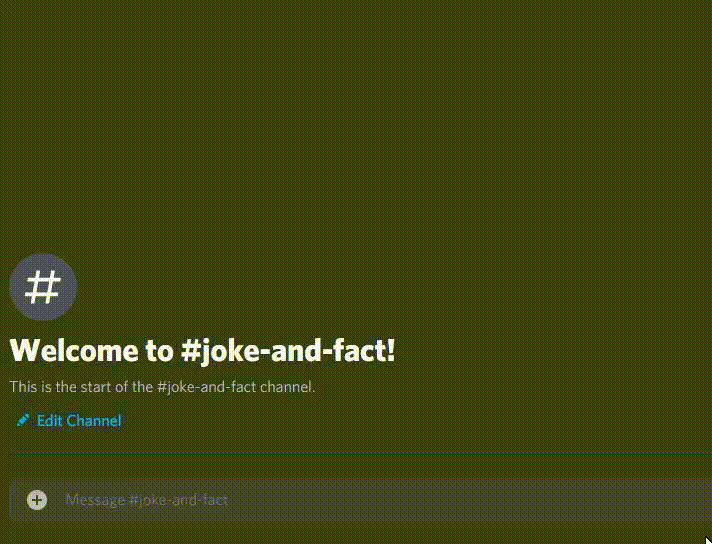 #
Welcome to #joke-and-fact!
This is the start of the #joke-and-fact channel.
Edit Channel
Message #joke-and-fact